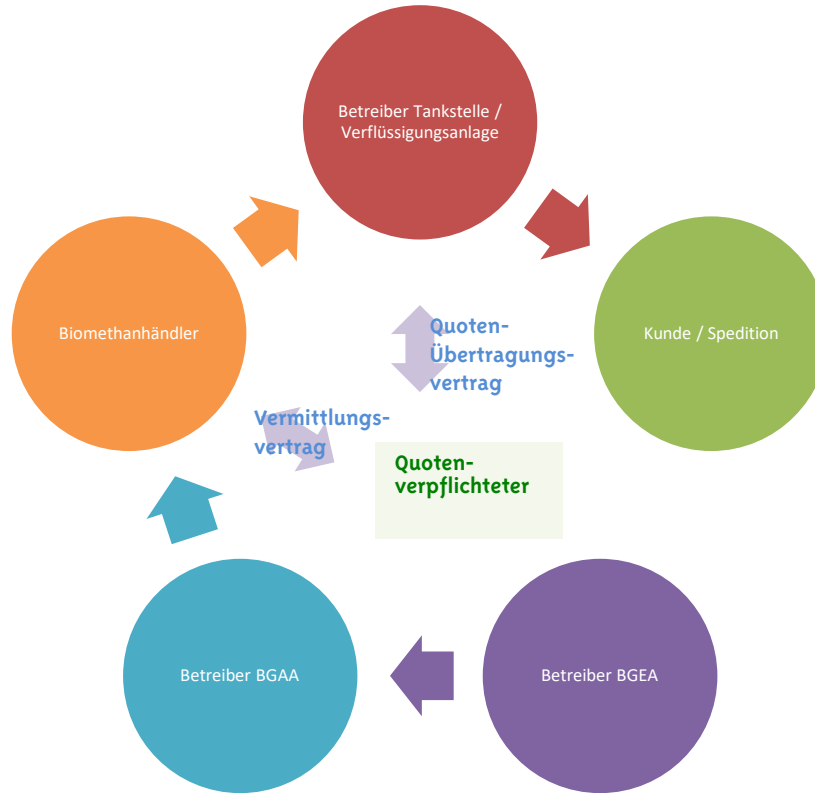 Betreiber Tankstelle /
Verflüssigungsanlage
Biomethanhändler
Kunde / Spedition
Quoten-
Übertragungs-
vertrag
Vermittlungs-
vertrag
Quoten-
verpflichteter
Betreiber BGAA
Betreiber BGEA